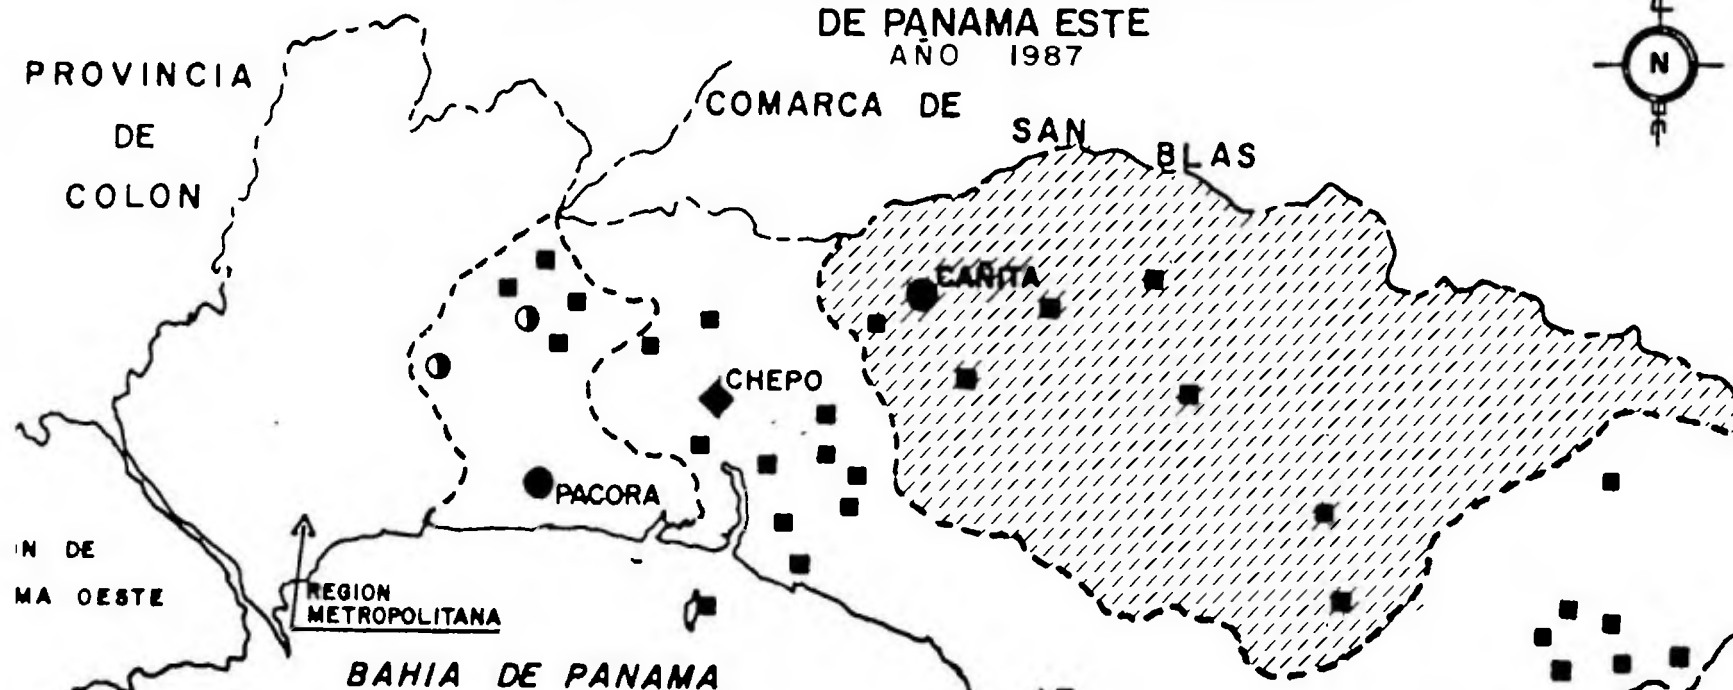 DE PANAMA ESTE
AÑO 1987
N
PROVINCIA
DE
COLON
COMARCA DE
SAN
BLAS
CAÑITA
CHEPO
PACORA
N DE
MA OESTE
REGION
METROPOLITANA
BAHIA DE PANAMA